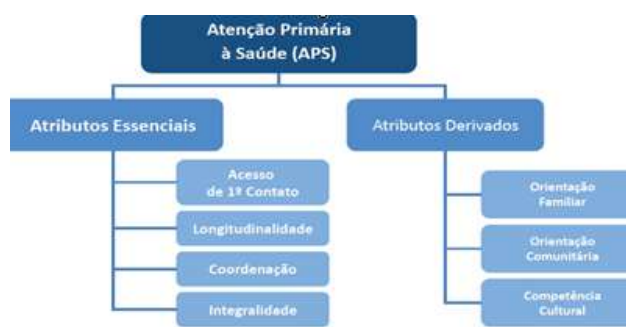 Atenção Primária
à Saúde (APS)
Atributos Essenciais
Atributos Derivados
Acesso
de 1º Contato
Longitudinalidade
Coordenação
Integralidade
Orientação
Familiar
Orientação
Comunitária
Competência
Cultural